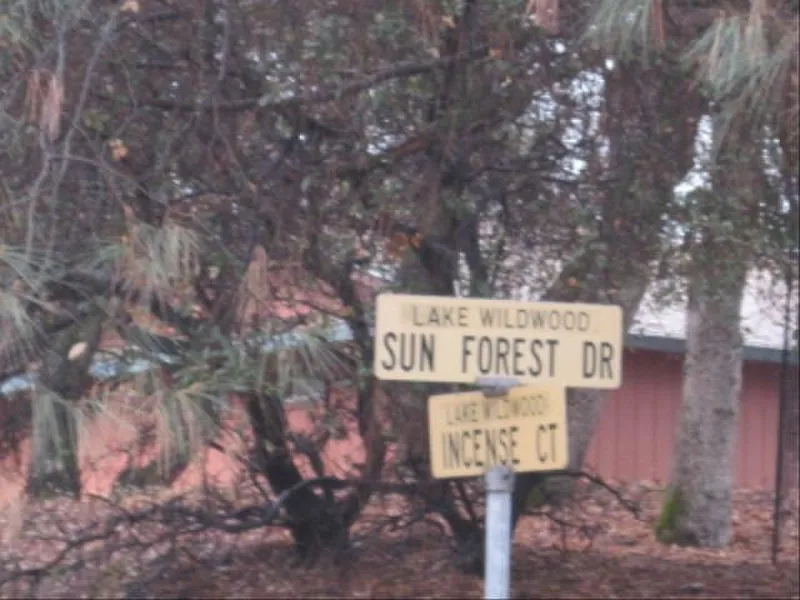 LAKE WILDWOOD
SUN FOREST DR
LAKE WILDWOOD
INCENSE CT